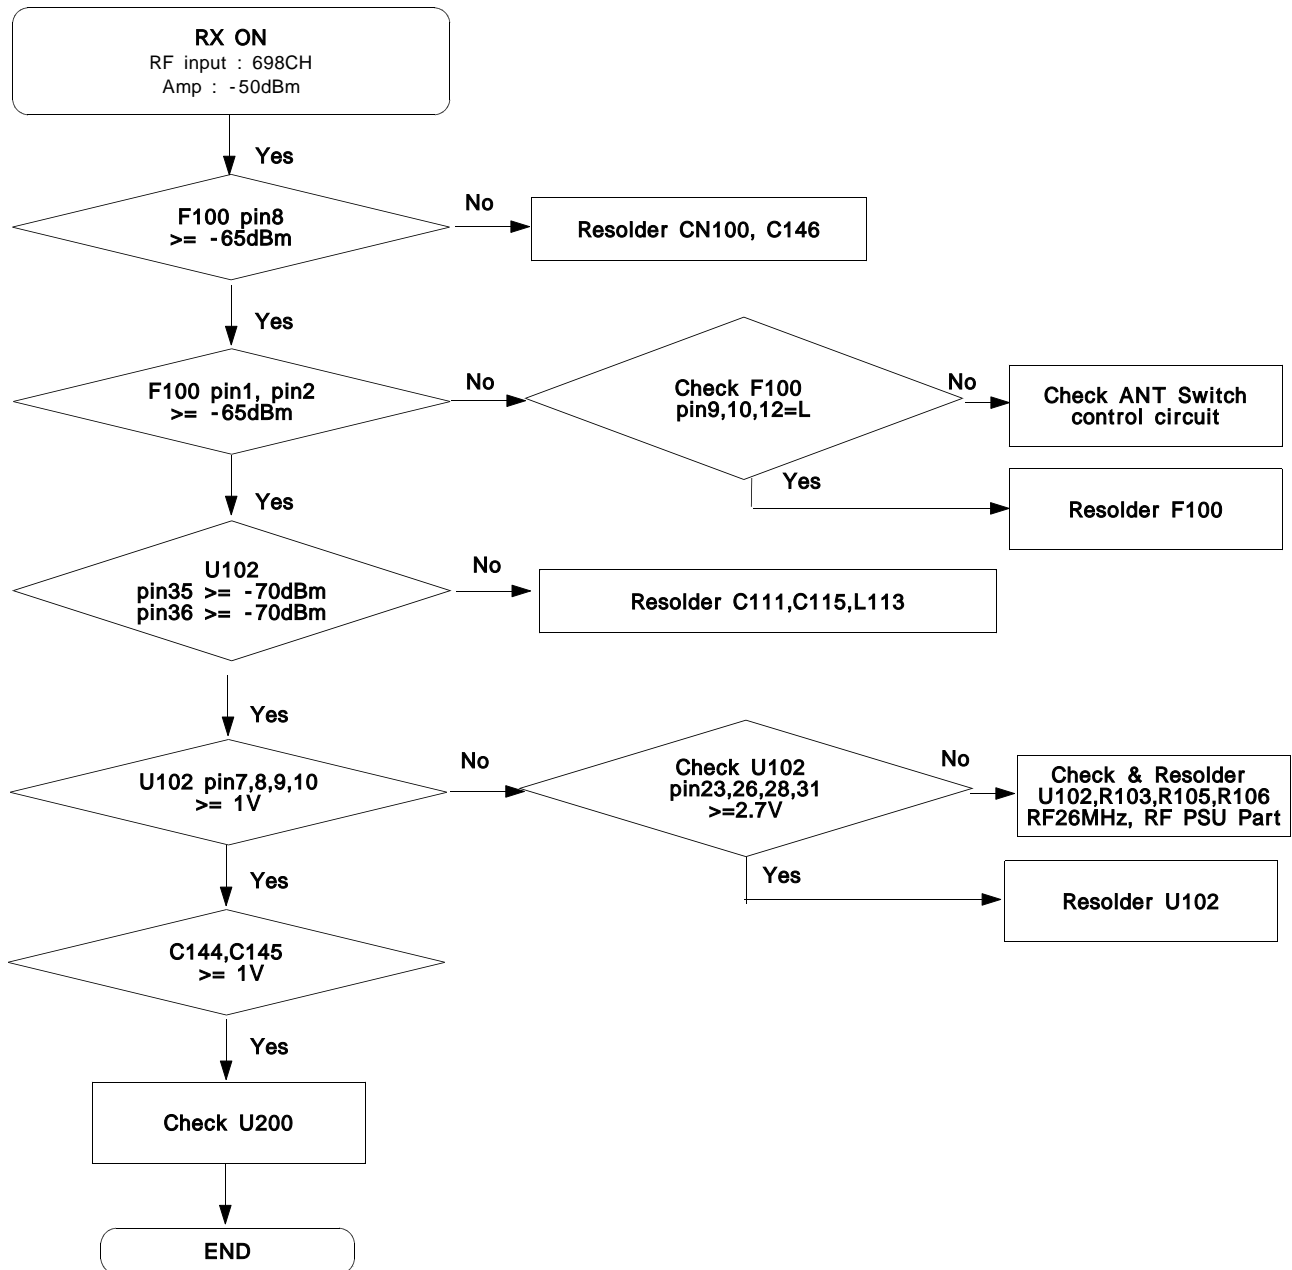 RX ON
RF input : 698CH
Amp : -50dBm
Yes
F100 pin8
>= -65dBm
No
Resolder CN100, C146
Yes
F100 pin1, pin2
>= -65dBm
No
Check F100
pin9,10,12=L
No
Check ANT Switch
control circuit
Yes
Resolder F100
Yes
U102
pin35 >= -70dBm
pin36 >= -70dBm
No
Resolder C111,C115,L113
Yes
U102 pin7,8,9,10
>= 1V
No
Check U102
pin23,26,28,31
>=2.7V
No
Check & Resolder
U102,R103,R105,R106
RF26MHz, RF PSU Part
Yes
Resolder U102
Yes
C144,C145
>= 1V
Yes
Check U200
END